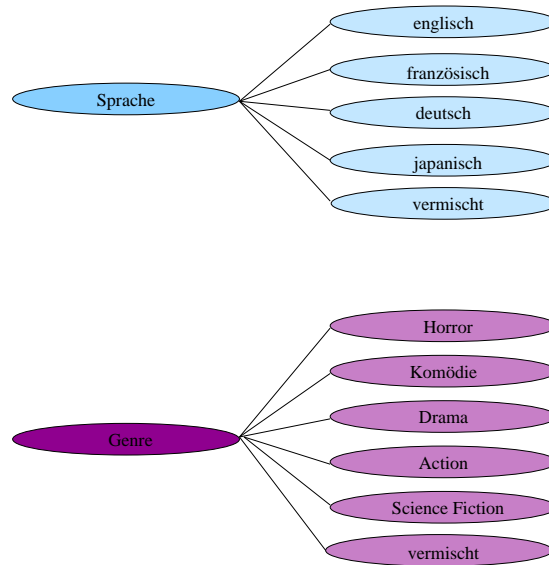 Sprache
englisch
französisch
deutsch
japanisch
vermischt
Genre
Horror
Komödie
Drama
Action
Science Fiction
vermischt